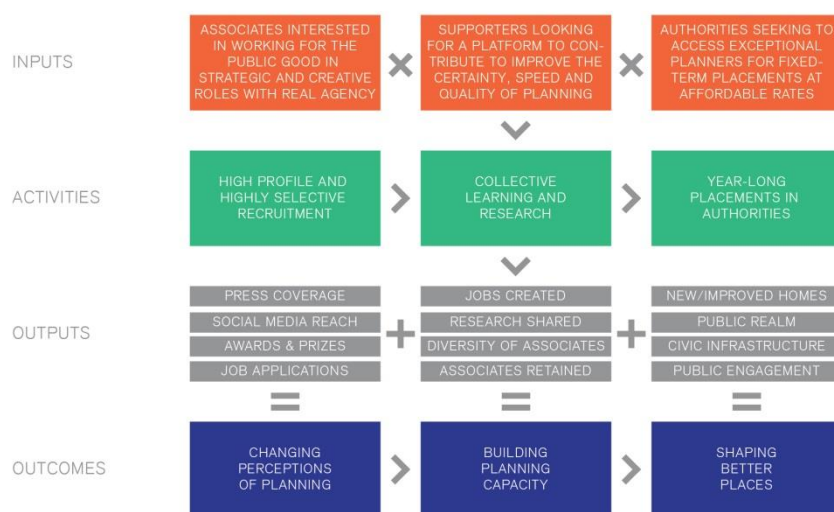 INPUTS
ASSOCIATES INTERESTED
IN WORKING FOR THE
PUBLIC GOOD IN
STRATEGIC AND CREATIVE
ROLES WITH REAL AGENCY
×
SUPPORTERS LOOKING
FOR A PLATFORM TO CON-
TRIBUTE TO IMPROVE THE
CERTAINTY, SPEED AND
QUALITY OF PLANNING
×
AUTHORITIES SEEKING TO
ACCESS EXCEPTIONAL
PLANNERS FOR FIXED-
TERM PLACEMENTS AT
AFFORDABLE RATES
ACTIVITIES
HIGH PROFILE AND
HIGHLY SELECTIVE
RECRUITMENT
>
COLLECTIVE
LEARNING AND
RESEARCH
>
YEAR-LONG
PLACEMENTS IN
AUTHORITIES
OUTPUTS
PRESS COVERAGE
SOCIAL MEDIA REACH
AWARDS & PRIZES
JOB APPLICATIONS
+
JOBS CREATED
RESEARCH SHARED
DIVERSITY OF ASSOCIATES
ASSOCIATES RETAINED
+
NEW/IMPROVED HOMES
PUBLIC REALM
CIVIC INFRASTRUCTURE
PUBLIC ENGAGEMENT
= = =
OUTCOMES
CHANGING
PERCEPTIONS
OF PLANNING
>
BUILDING
PLANNING
CAPACITY
>
SHAPING
BETTER
PLACES